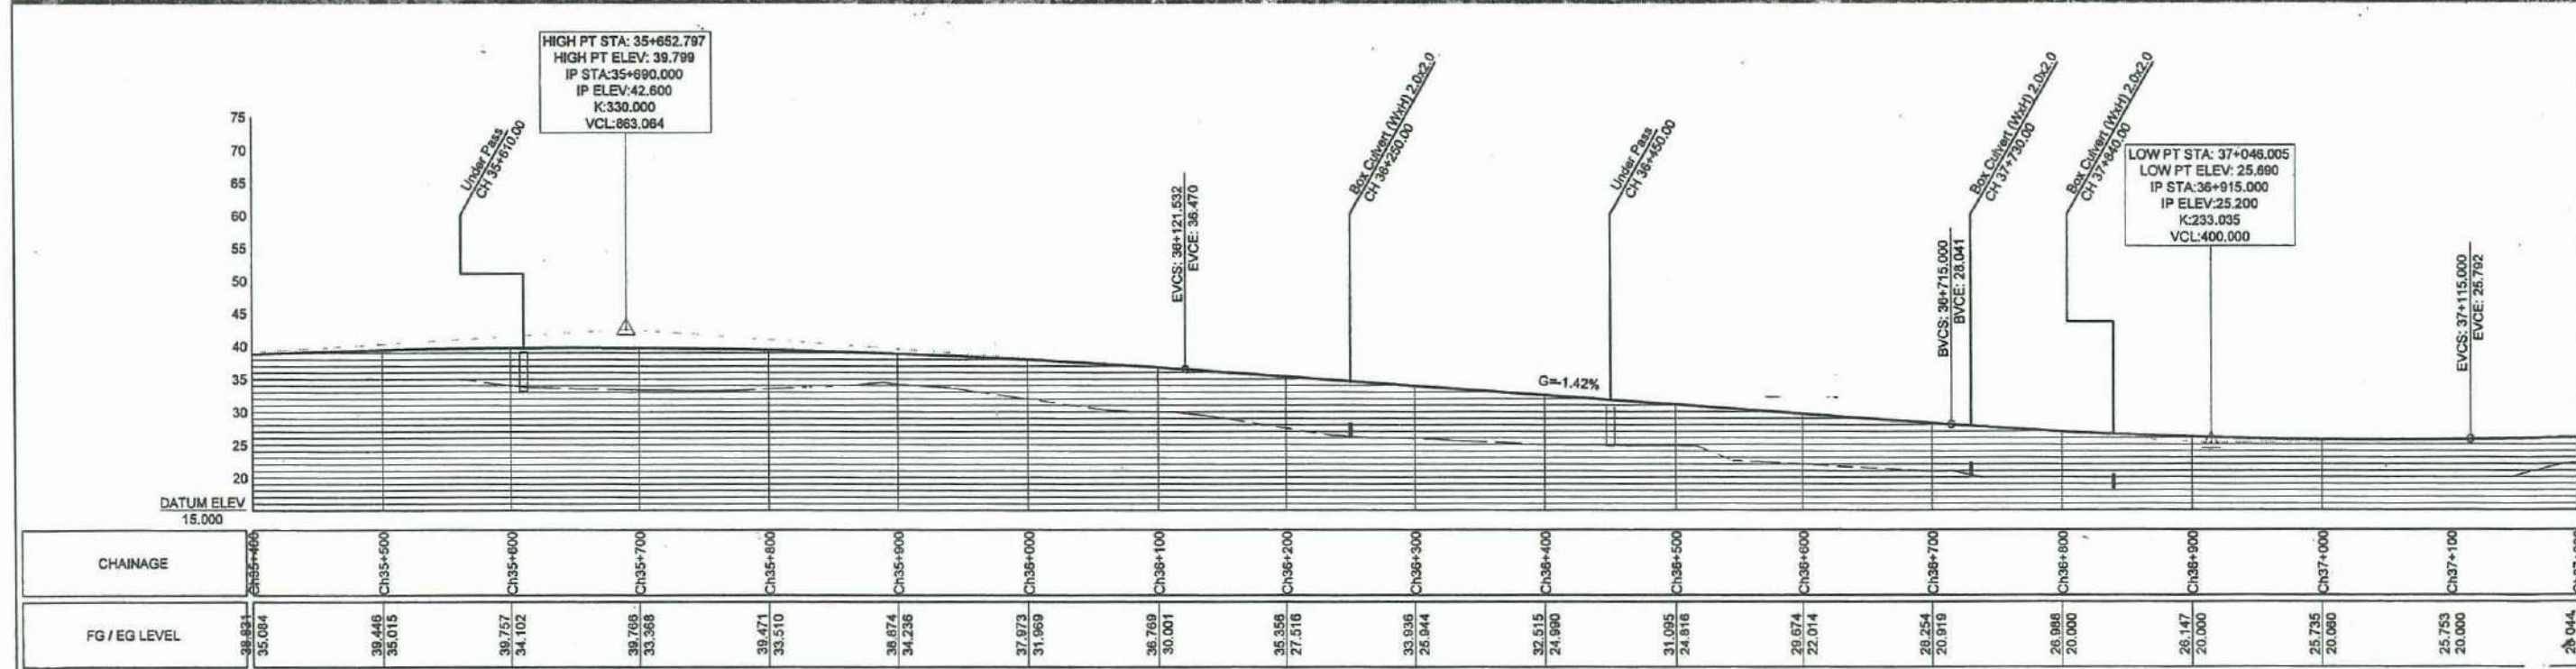 HIGH PT STA: 35+652.797
HIGH PT ELEV: 39.799
IP STA:35+690.000
IP ELEV:42.600
K:330.000
VCL:863.064
Under Pass
CH 35+610.00
EVCS: 36+121.532
EVCE: 36.470
Box Culvert (WxH) 2.0x2.0
CH 36+250.00
Under Pass
CH 36+450.00
BVCS: 36+715.000
BVCE: 28.041
Box Culvert (WxH) 2.0x2.0
CH 37+730.00
Box Culvert (WxH) 2.0x2.0
CH 37+840.00
LOW PT STA: 37+046.005
LOW PT ELEV: 25.690
IP STA:36+915.000
IP ELEV:25.200
K:233.035
VCL:400.000
EVCS: 37+115.000
EVCE: 25.792
75
70
65
60
55
50
45
40
35
30
25
20
G=-1.42%
DATUM ELEV
15.000
CHAINAGE
Ch35+400
Ch35+500
Ch35+600
Ch35+700
Ch35+800
Ch35+900
Ch36+000
Ch36+100
Ch36+200
Ch36+300
Ch36+400
Ch36+500
Ch36+600
Ch36+700
Ch36+800
Ch36+900
Ch37+000
Ch37+100
FG / EG LEVEL
38.831
35.084
39.446
35.015
39.757
34.102
39.766
33.368
39.471
33.510
38.874
34.236
37.973
31.969
36.769
30.001
35.356
27.516
33.936
25.944
32.515
24.990
31.095
24.816
29.674
22.014
28.254
20.919
26.988
20.000
26.147
20.000
25.735
20.060
25.753
20.000